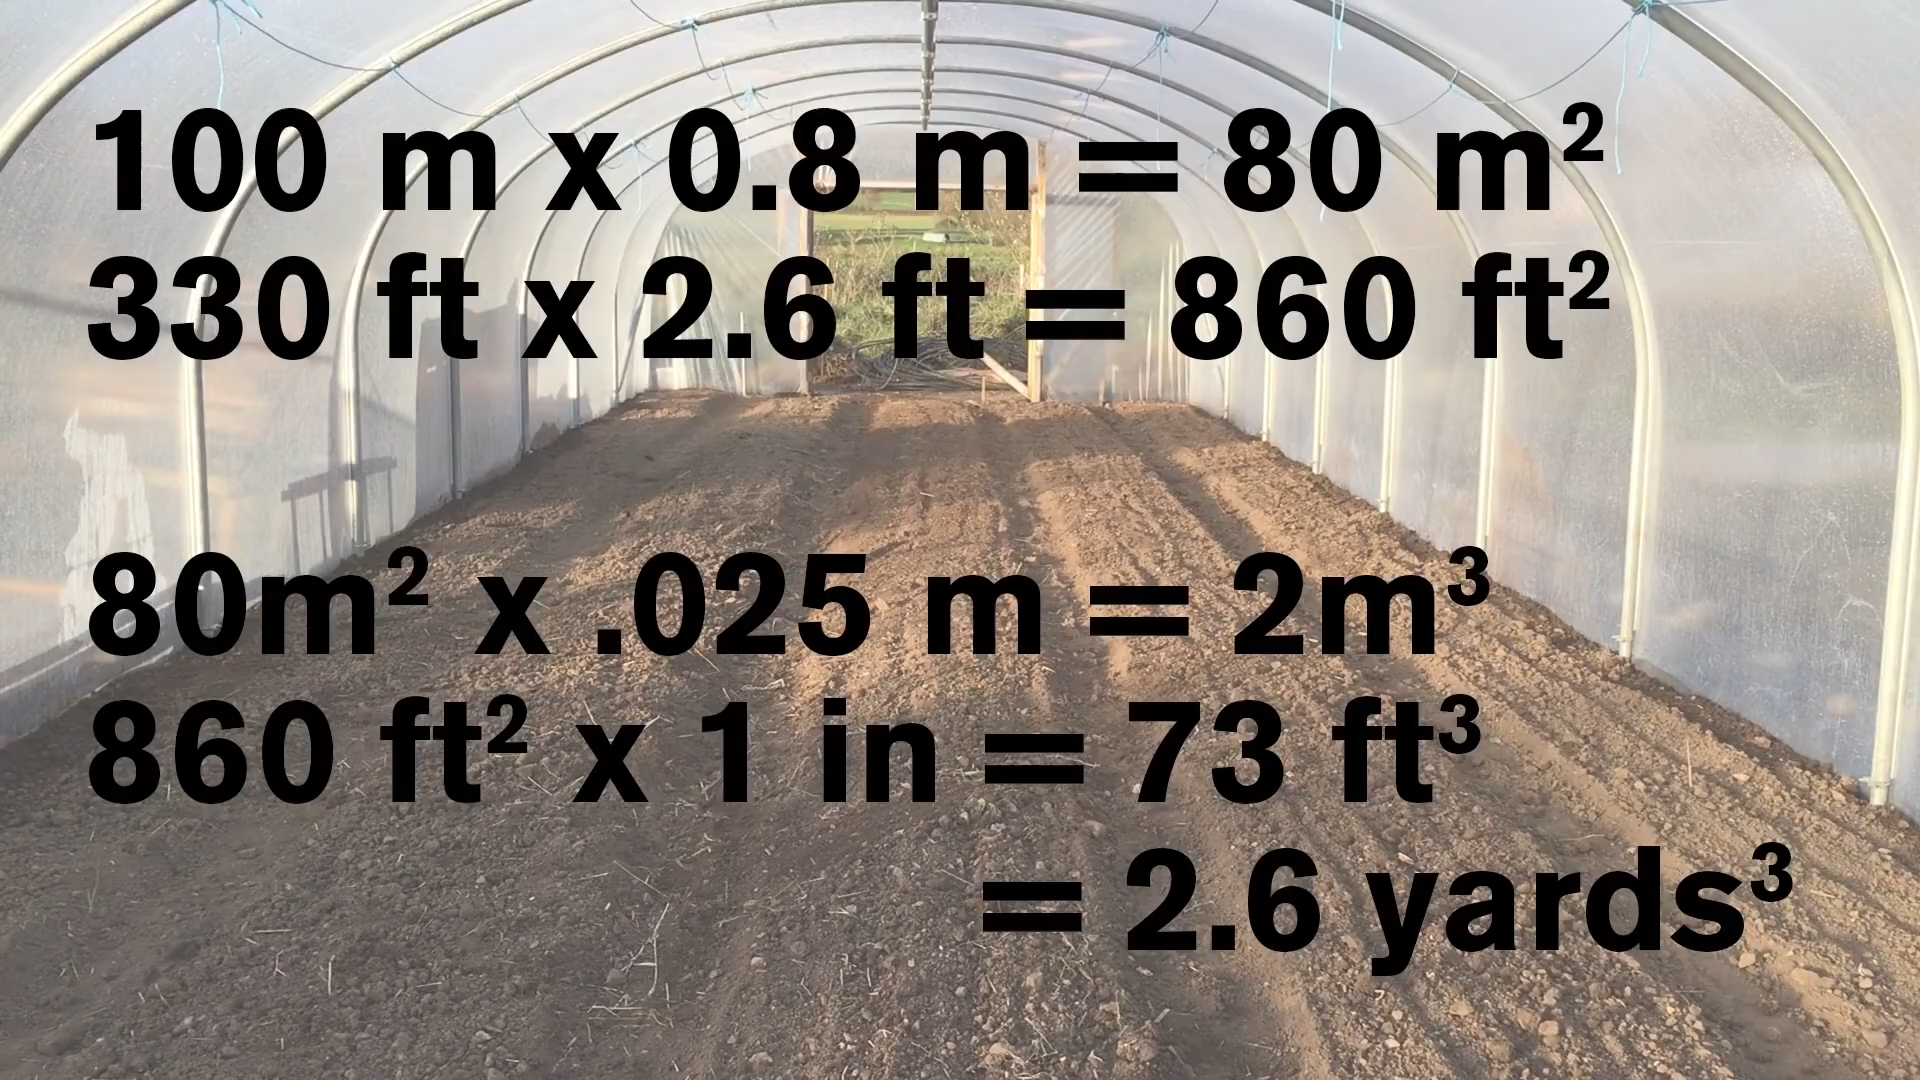 100 m x 0.8 m = 80 m²
330 ft x 2.6 ft = 860 ft²
80m² x .025 m = 2m³
860 ft² x 1 in = 73 ft³
= 2.6 yards³